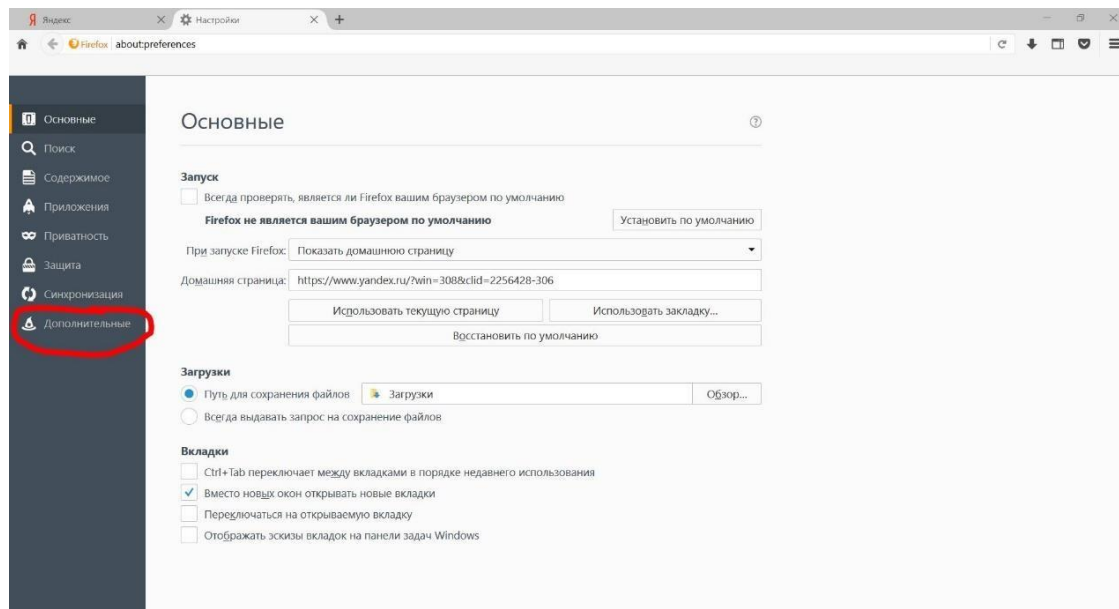 Яндекс
Настройки
Firefox about:preferences
Основные
Поиск
Содержимое
Приложения
Приватность
Защита
Синхронизация
Дополнительные
Основные
Запуск
Всегда проверять, является ли Firefox вашим браузером по умолчанию
Firefox не является вашим браузером по умолчанию
Установить по умолчанию
При запуске Firefox: Показать домашнюю страницу
Домашняя страница: https://www.yandex.ru/?win=308&clid=2256428-306
Использовать текущую страницу
Использовать закладку...
Восстановить по умолчанию
Загрузки
Путь для сохранения файлов
Загрузки
Обзор...
Всегда выдавать запрос на сохранение файлов
Вкладки
Ctrl+Tab переключает между вкладками в порядке недавнего использования
Вместо новых окон открывать новые вкладки
Переключаться на открываемую вкладку
Отображать эскизы вкладок на панели задач Windows